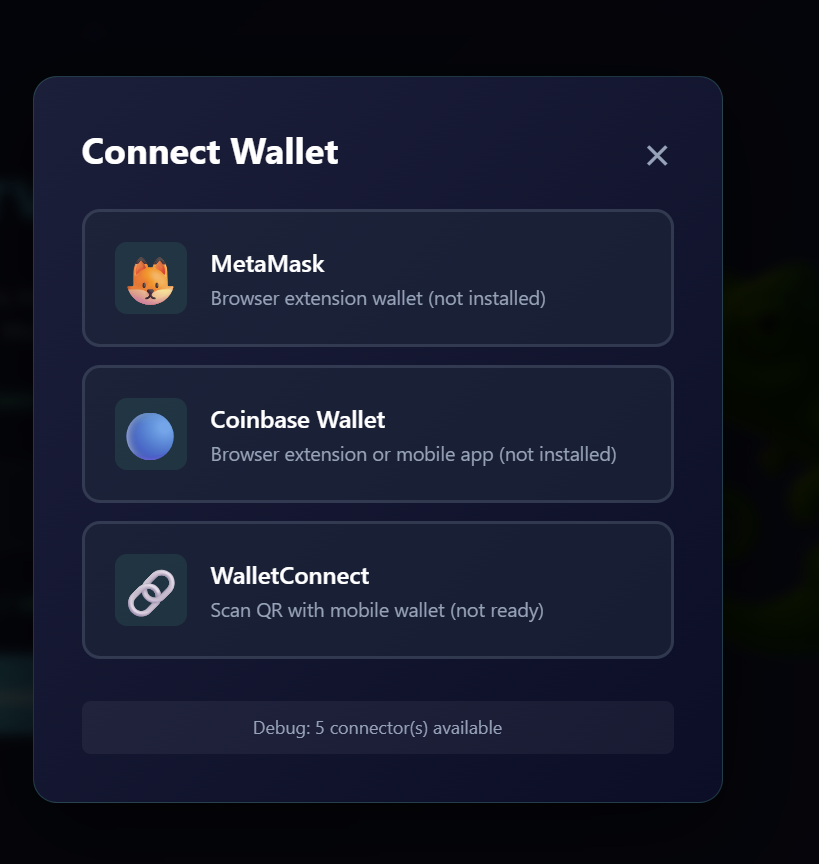 Connect Wallet
MetaMask
Browser extension wallet (not installed)
Coinbase Wallet
Browser extension or mobile app (not installed)
WalletConnect
Scan QR with mobile wallet (not ready)
Debug: 5 connector(s) available